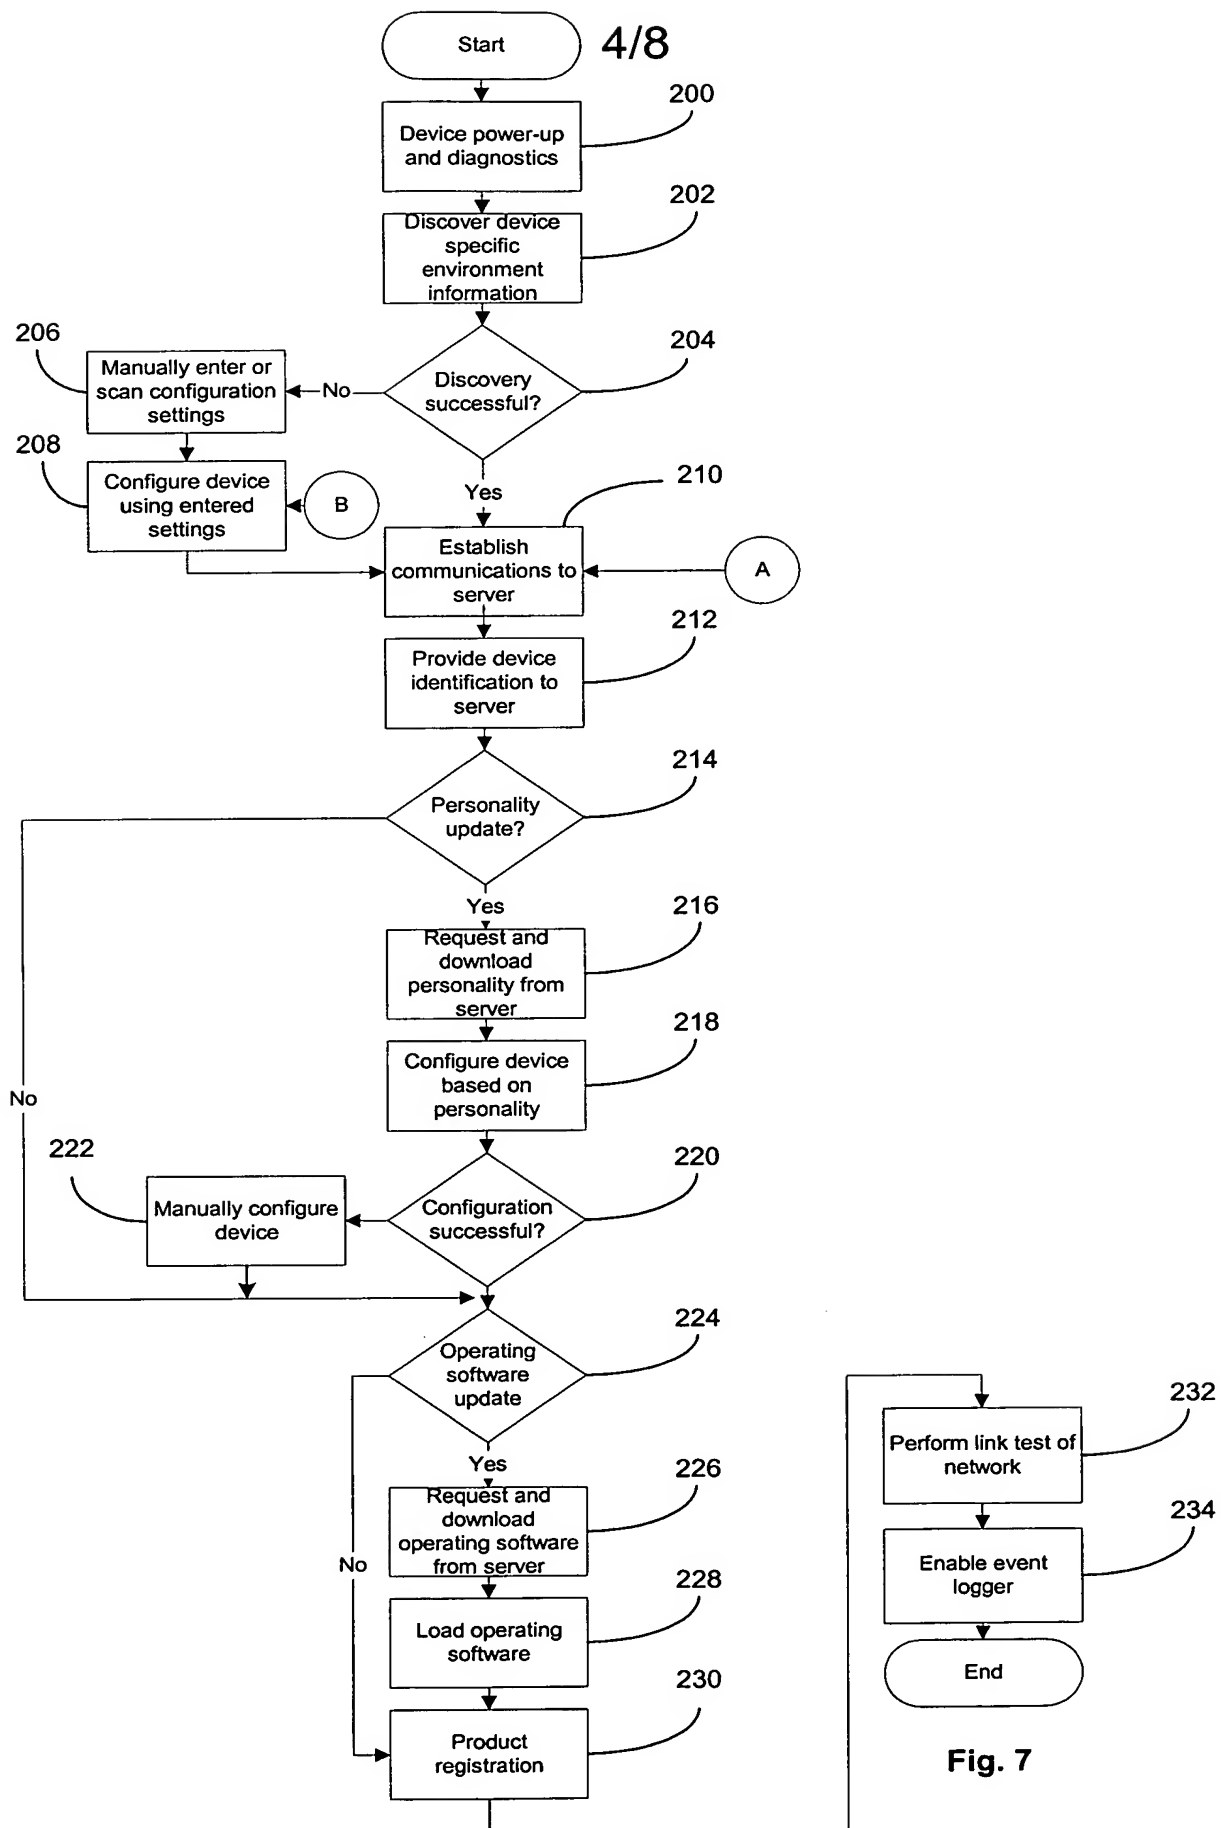 Start
4/8
200
Device power-up
and diagnostics
202
Discover device
specific
environment
information
204
Discovery
successful?
No
206
Manually enter or
scan configuration
settings
208
Configure device
using entered
settings
B
Yes
210
Establish
communications to
server
A
212
Provide device
identification to
server
214
Personality
update?
Yes
216
Request and
download
personality from
server
218
Configure device
based on
personality
No
220
Configuration
successful?
222
Manually configure
device
224
Operating
software
update
Yes
226
Request and
download
operating software
from server
No
228
Load operating
software
230
Product
registration
232
Perform link test of
network
234
Enable event
logger
End
Fig. 7